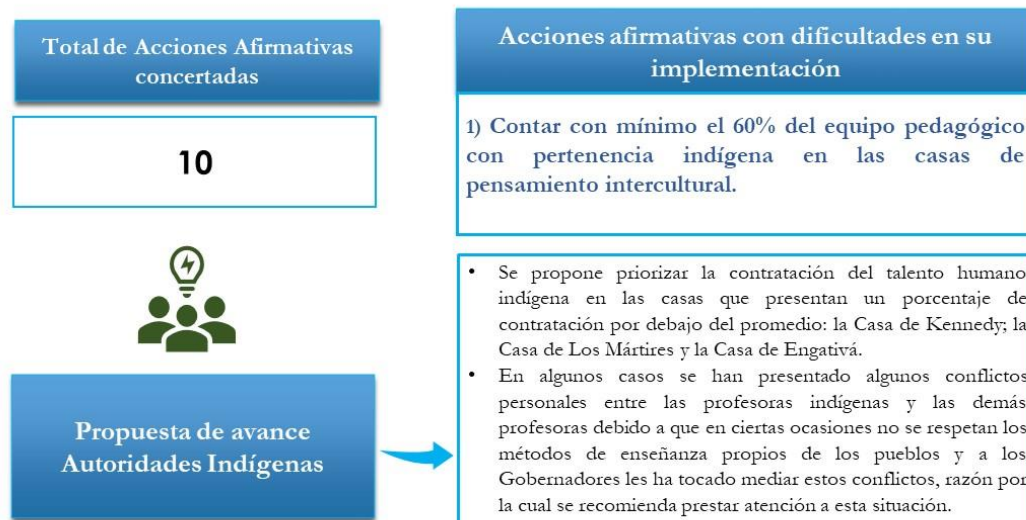 Total de Acciones Afirmativas
concertadas
10
Acciones afirmativas con dificultades en su
implementación
1) Contar con mínimo el 60% del equipo pedagógico
con pertenencia indígena en las casas de
pensamiento intercultural.
Propuesta de avance
Autoridades Indígenas
• Se propone priorizar la contratación del talento humano
indígena en las casas que presentan un porcentaje de
contratación por debajo del promedio: la Casa de Kennedy; la
Casa de Los Mártires y la Casa de Engativá.
• En algunos casos se han presentado algunos conflictos
personales entre las profesoras indígenas y las demás
profesoras debido a que en ciertas ocasiones no se respetan los
métodos de enseñanza propios de los pueblos y a los
Gobernadores les ha tocado mediar estos conflictos, razón por
la cual se recomienda prestar atención a esta situación.